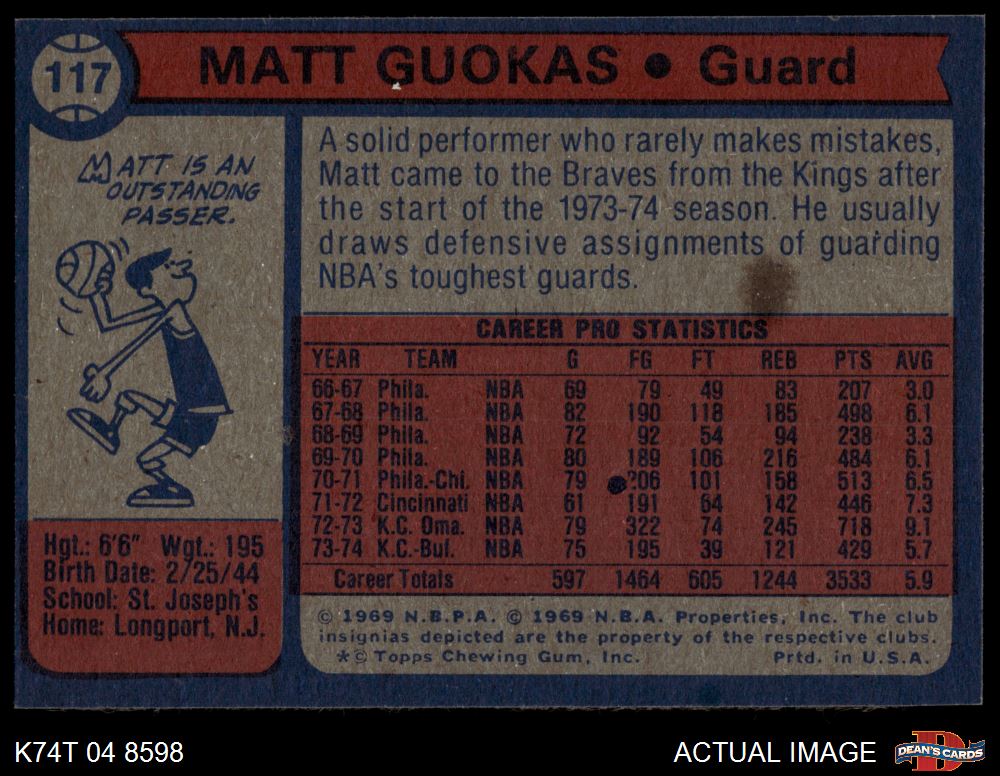 117
MATT GUOKAS • Guard
MATT IS AN
OUTSTANDING
PASSER.
A solid performer who rarely makes mistakes,
Matt came to the Braves from the Kings after
the start of the 1973-74 season. He usually
draws defensive assignments of guarding
NBA's toughest guards.
CAREER PRO STATISTICS
YEAR TEAM G FG FT REB PTS AVG
66-67 Phila. NBA 69 79 49 83 207 3.0
67-68 Phila. NBA 82 190 118 185 498 6.1
68-69 Phila. NBA 72 92 54 94 238 3.3
69-70 Phila. NBA 80 189 106 216 484 6.1
70-71 Phila.-Chi. NBA 79 206 101 158 513 6.5
71-72 Cincinnati NBA 61 191 64 142 446 7.3
72-73 K.C. Oma. NBA 79 322 74 245 718 9.1
73-74 K.C.-Buf. NBA 75 195 39 121 429 5.7
Career Totals 597 1464 605 1244 3533 5.9
Hgt.: 6'6" Wgt.: 195
Birth Date: 2/25/44
School: St. Joseph's
Home: Longport, N.J.
© 1969 N.B.P.A. © 1969 N.B.A. Properties, Inc. The club
insignias depicted are the property of the respective clubs.
*© Topps Chewing Gum, Inc. Prtd. in U.S.A.
K74T 04 8598
ACTUAL IMAGE
D
DEAN'S CARDS